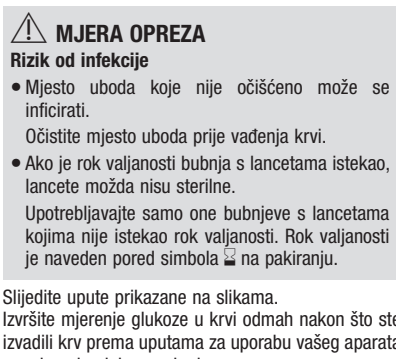 MJERA OPREZA
Rizik od infekcije
• Mjesto uboda koje nije očišćeno može se
inficirati.
Očistite mjesto uboda prije vađenja krvi.
• Ako je rok valjanosti bubnja s lancetama istekao,
lancete možda nisu sterilne.
Upotrebljavajte samo one bubnjeve s lancetama
kojima nije istekao rok valjanosti. Rok valjanosti
je naveden pored simbola ⌛ na pakiranju.
Slijedite upute prikazane na slikama.
Izvršite mjerenje glukoze u krvi odmah nakon što ste
izvadili krv prema uputama za uporabu vašeg aparata